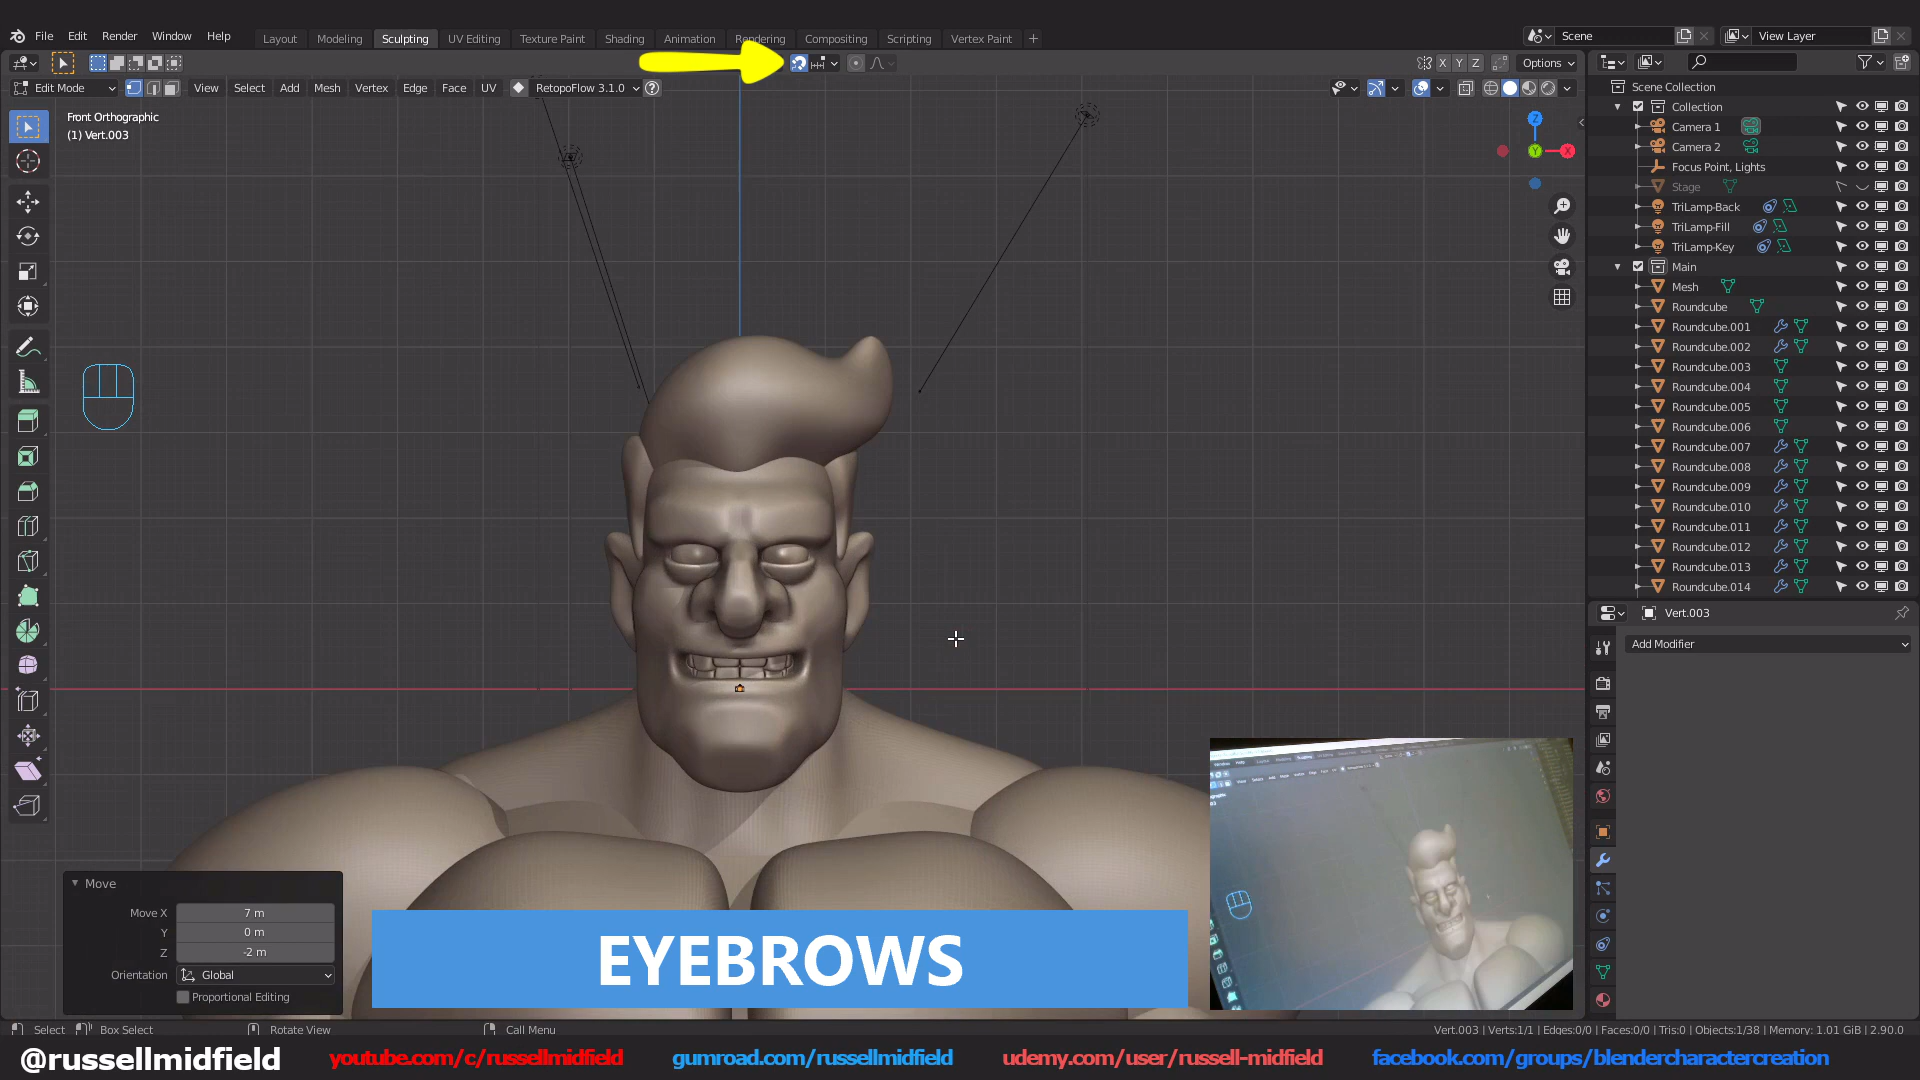 File Edit Render Window Help Layout Modeling Sculpting UV Editing Texture Paint Shading Animation Rendering Compositing Scripting Vertex Paint + Scene View Layer
X Y Z Options
Edit Mode View Select Add Mesh Vertex Edge Face UV RetopoFlow 3.1.0
Front Orthographic
(1) Vert.003
Z
X
Y
Scene Collection
Collection
Camera 1
Camera 2
Focus Point, Lights
Stage
TriLamp-Back
TriLamp-Fill
TriLamp-Key
Main
Mesh
Roundcube
Roundcube.001
Roundcube.002
Roundcube.003
Roundcube.004
Roundcube.005
Roundcube.006
Roundcube.007
Roundcube.008
Roundcube.009
Roundcube.010
Roundcube.011
Roundcube.012
Roundcube.013
Roundcube.014
Vert.003
Add Modifier
Move
Move X 7 m
Y 0 m
Z -2 m
Orientation Global
Proportional Editing
EYEBROWS
Select Box Select Rotate View Call Menu Vert.003 | Verts:1/1 | Edges:0/0 | Faces:0/0 | Tris:0 | Objects:1/38 | Memory: 1.01 GiB | 2.90.0
@russellmidfield youtube.com/c/russellmidfield gumroad.com/russellmidfield udemy.com/user/russell-midfield facebook.com/groups/blendercharactercreation